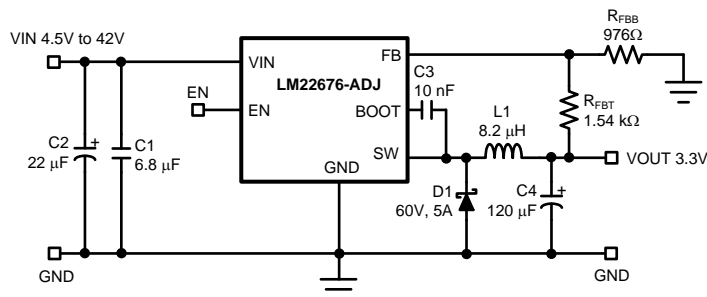 VIN 4.5V to 42V
R_FBB
976Ω
FB
VIN
LM22676-ADJ
C3
10 nF
EN
EN
BOOT
L1
8.2 μH
R_FBT
1.54 kΩ
C2
22 μF
+
C1
6.8 μF
SW
VOUT 3.3V
GND
D1
60V, 5A
C4
120 μF
+
GND
GND